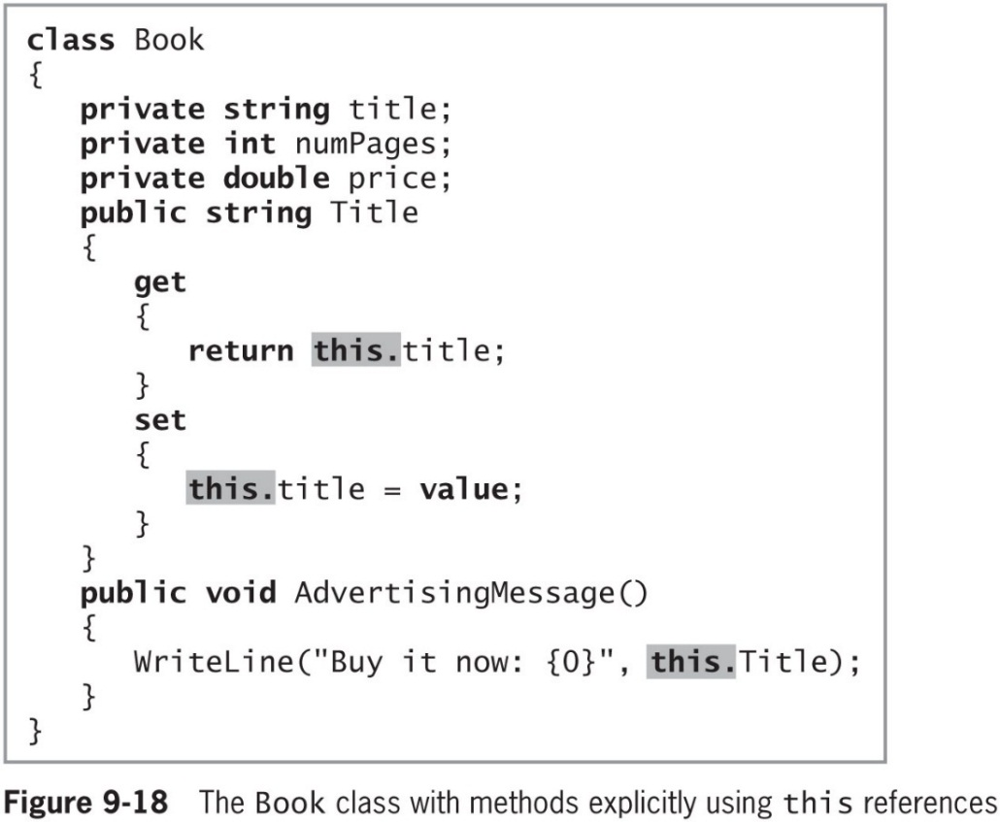 class Book
{
private string title;
private int numPages;
private double price;
public string Title
{
get
{
return this.title;
}
set
{
this.title = value;
}
}
public void AdvertisingMessage()
{
WriteLine("Buy it now: {0}", this.Title);
}
}
Figure 9-18 The Book class with methods explicitly using this references